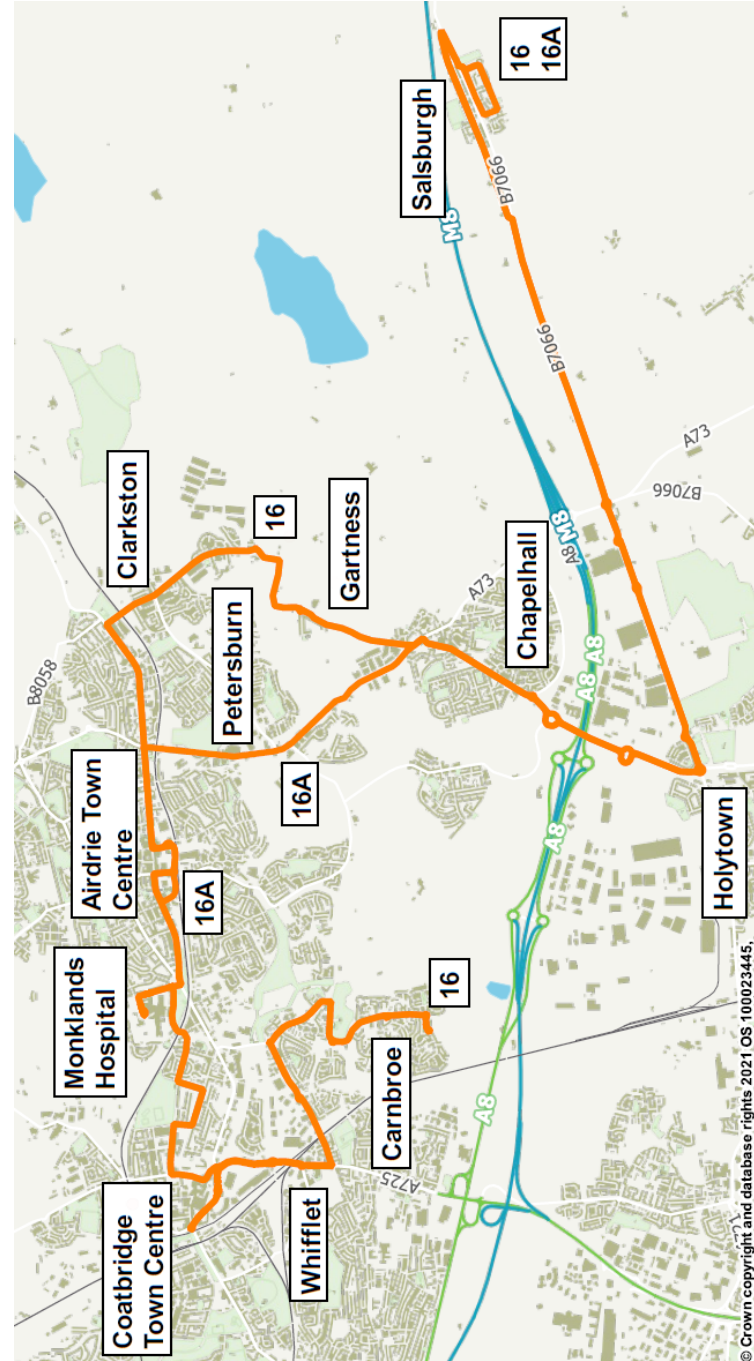 B8058
Monklands
Hospital
Airdrie Town
Centre
Clarkston
Coatbridge
Town Centre
16A
Petersburn
16
16A
Whifflet
Gartness
Carnbroe
A725
Salsburgh
16
A8
M8
A73
B7066
Chapelhall
16
16A
A8
A8
M8
B7066
A8
A8
B7066
A73
Holytown
© Crown copyright and database rights 2021 OS 100023445,